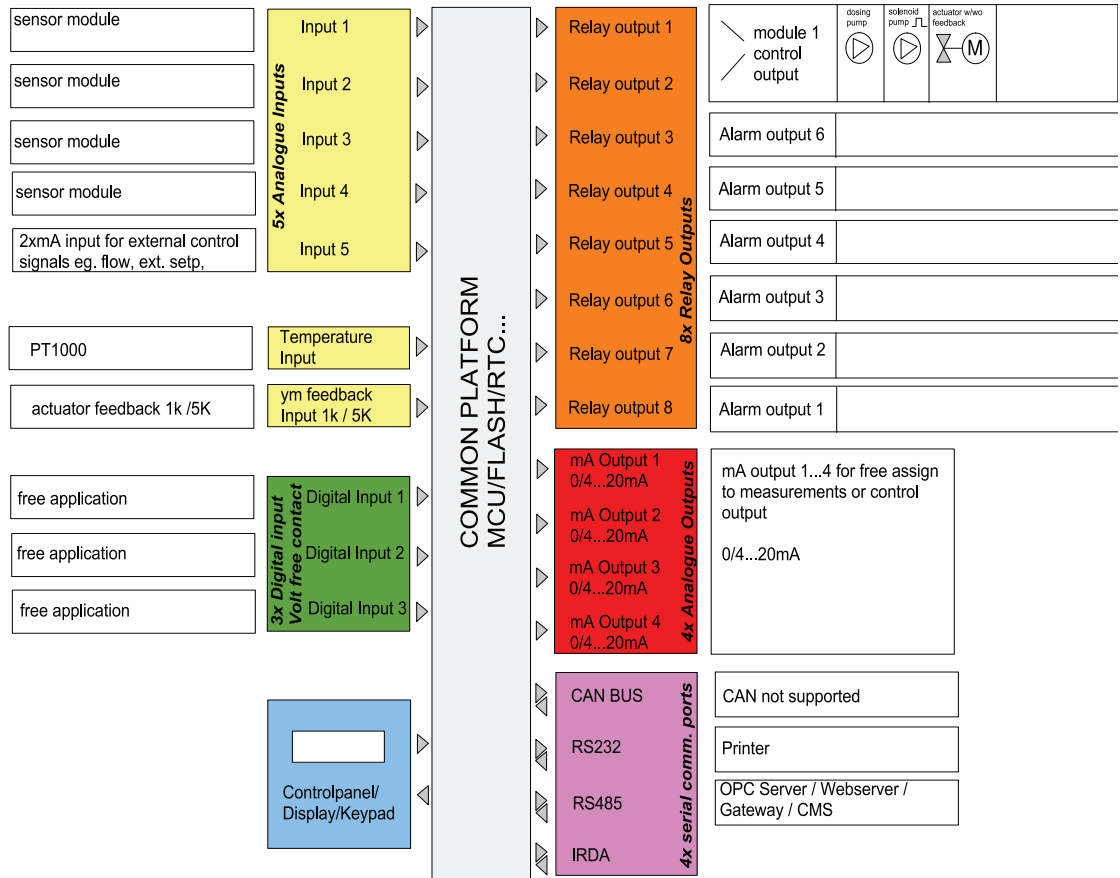 sensor module
sensor module
sensor module
sensor module
2xmA input for external control
signals eg. flow, ext. setp,
PT1000
actuator feedback 1k /5K
free application
free application
free application
5x Analogue Inputs
Input 1
Input 2
Input 3
Input 4
Input 5
Temperature
Input
ym feedback
Input 1k / 5K
3x Digital input
Volt free contact
Digital Input 1
Digital Input 2
Digital Input 3
Controlpanel/
Display/Keypad
COMMON PLATFORM
MCU/FLASH/RTC...
Relay output 1
Relay output 2
Relay output 3
Relay output 4
Relay output 5
Relay output 6
Relay output 7
Relay output 8
8x Relay Outputs
mA Output 1
0/4...20mA
mA Output 2
0/4...20mA
mA Output 3
0/4...20mA
mA Output 4
0/4...20mA
4x Analogue Outputs
CAN BUS
RS232
RS485
IRDA
4x serial comm. ports
module 1
control
output
dosing
pump
solenoid
pump
actuator w/wo
feedback
M
Alarm output 6
Alarm output 5
Alarm output 4
Alarm output 3
Alarm output 2
Alarm output 1
mA output 1...4 for free assign
to measurements or control
output
0/4...20mA
CAN not supported
Printer
OPC Server / Webserver /
Gateway / CMS